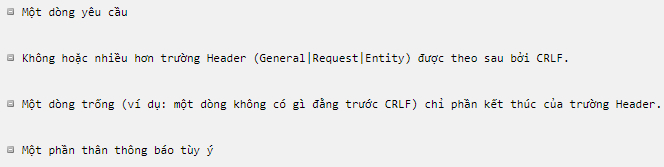 Một dòng yêu cầu
Không hoặc nhiều hơn trường Header (General|Request|Entity) được theo sau bởi CRLF.
Một dòng trống (ví dụ: một dòng không có gì đằng trước CRLF) chỉ phần kết thúc của trường Header.
Một phần thân thông báo tùy ý